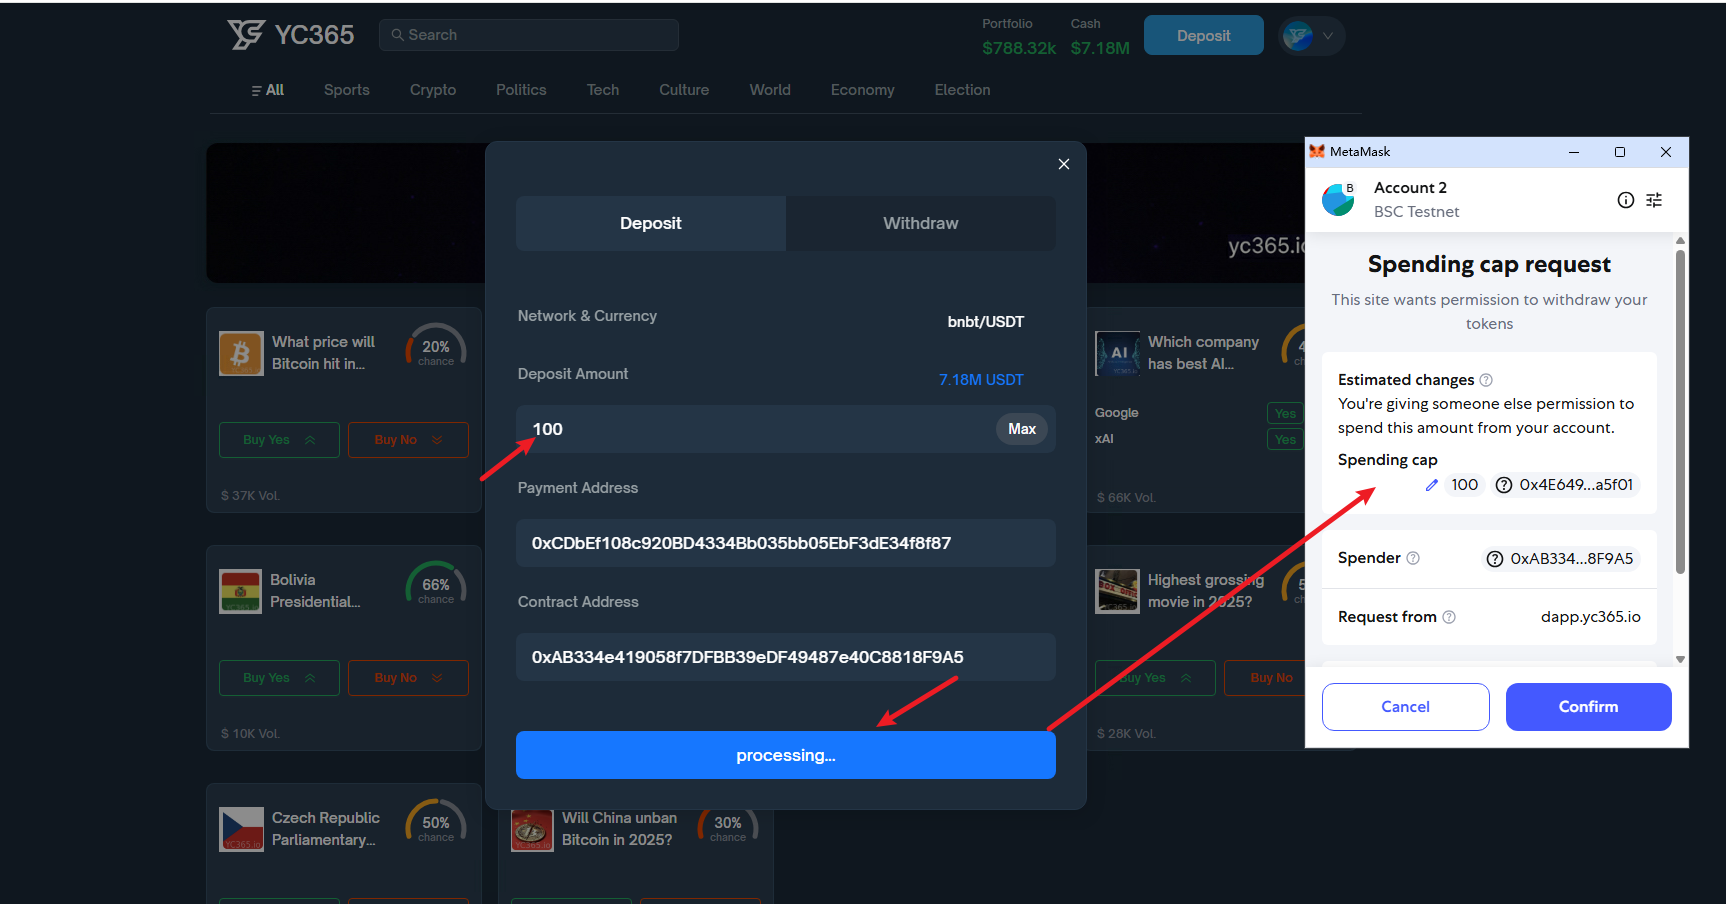 YC365
Search
Portfolio
$788.32k
Cash
$7.18M
Deposit
All
Sports
Crypto
Politics
Tech
Culture
World
Economy
Election
yc365.io
Deposit
Withdraw
Network & Currency
bnbt/USDT
Deposit Amount
7.18M USDT
100
Max
Payment Address
0xCDbEf108c920BD4334Bb035bb05EbF3dE34f8f87
Contract Address
0xAB334e419058f7DFBB39eDF49487e40C8818F9A5
processing...
What price will
Bitcoin hit in...
20%
chance
Buy Yes
Buy No
$ 37K Vol.
Bolivia
Presidential...
66%
chance
Buy Yes
Buy No
$ 10K Vol.
Czech Republic
Parliamentary...
50%
chance
YC365.io
Will China unban
Bitcoin in 2025?
30%
chance
YC365.io
AI
Which company
has best AI...
Google
Yes
xAI
Yes
$ 66K Vol.
Highest grossing
movie in 2025?
Buy Yes
Buy No
$ 28K Vol.
MetaMask
B
Account 2
BSC Testnet
Spending cap request
This site wants permission to withdraw your
tokens
Estimated changes
You're giving someone else permission to
spend this amount from your account.
Spending cap
100
0x4E649...a5f01
Spender
0xAB334...8F9A5
Request from
dapp.yc365.io
Cancel
Confirm